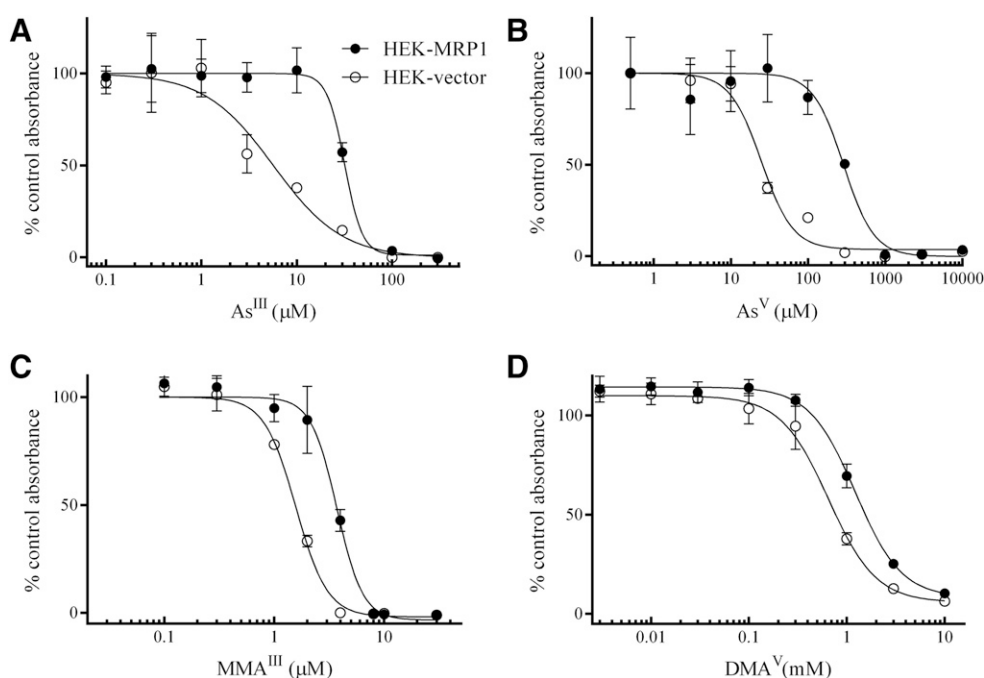 A
HEK-MRP1
HEK-vector
% control absorbance
100
50
0
0.1 1 10 100
As^III (μM)
B
% control absorbance
100
50
0
1 10 100 1000 10000
As^V (μM)
C
% control absorbance
100
50
0
0.1 1 10
MMA^III (μM)
D
% control absorbance
100
50
0
0.01 0.1 1 10
DMA^V (mM)